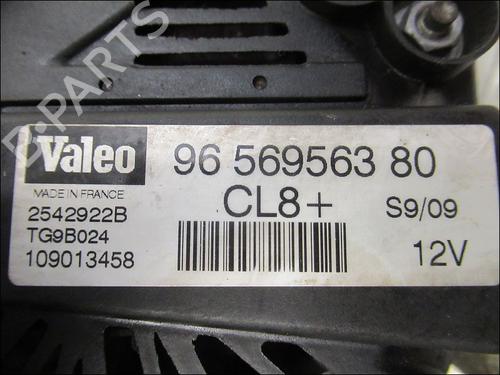 B-PARTS
Valeo
96 569563 80
MADE IN FRANCE
CL8+
S9/09
2542922B
TG9B024
109013458
12V